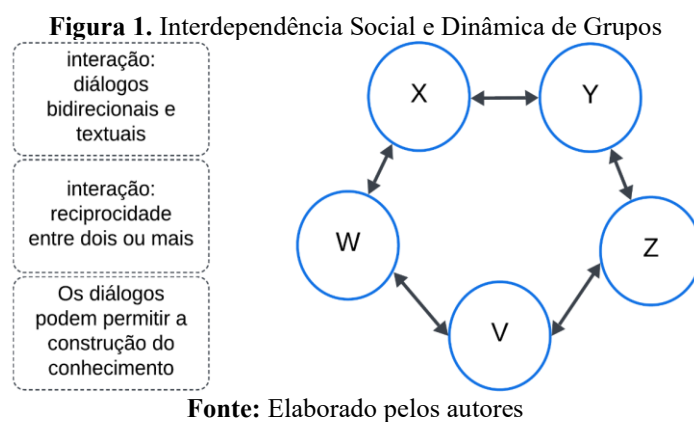 Figura 1. Interdependência Social e Dinâmica de Grupos
interação:
diálogos
bidirecionais e
textuais
interação:
reciprocidade
entre dois ou mais
Os diálogos
podem permitir a
construção do
conhecimento
X
Y
W
Z
V
Fonte: Elaborado pelos autores